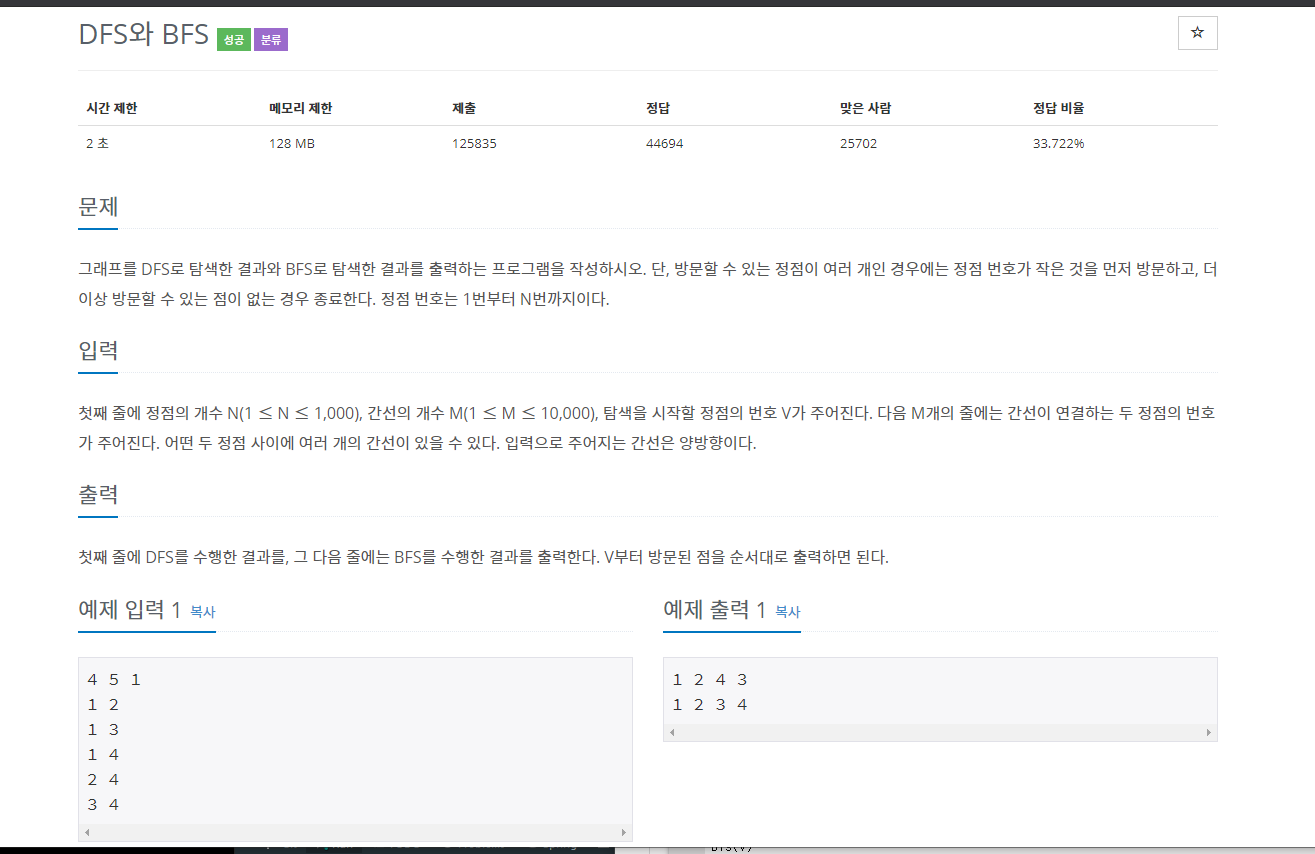 DFS와 BFS 성공 분류
☆
시간 제한 메모리 제한 제출 정답 맞은 사람 정답 비율
2 초 128 MB 125835 44694 25702 33.722%
문제
그래프를 DFS로 탐색한 결과와 BFS로 탐색한 결과를 출력하는 프로그램을 작성하시오. 단, 방문할 수 있는 정점이 여러 개인 경우에는 정점 번호가 작은 것을 먼저 방문하고, 더
이상 방문할 수 있는 점이 없는 경우 종료한다. 정점 번호는 1번부터 N번까지이다.
입력
첫째 줄에 정점의 개수 N(1 ≤ N ≤ 1,000), 간선의 개수 M(1 ≤ M ≤ 10,000), 탐색을 시작할 정점의 번호 V가 주어진다. 다음 M개의 줄에는 간선이 연결하는 두 정점의 번호
가 주어진다. 어떤 두 정점 사이에 여러 개의 간선이 있을 수 있다. 입력으로 주어지는 간선은 양방향이다.
출력
첫째 줄에 DFS를 수행한 결과를, 그 다음 줄에는 BFS를 수행한 결과를 출력한다. V부터 방문된 점을 순서대로 출력하면 된다.
예제 입력 1 복사
4 5 1
1 2
1 3
1 4
2 4
3 4
예제 출력 1 복사
1 2 4 3
1 2 3 4